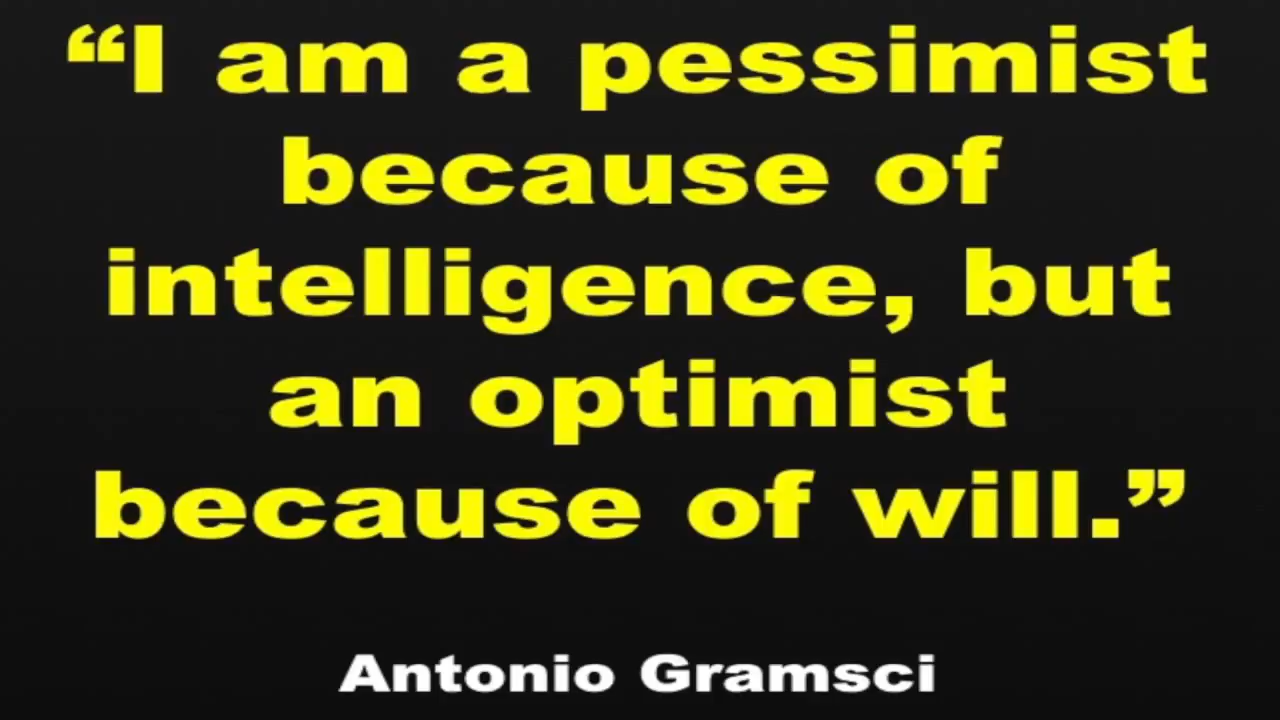 “I am a pessimist
because of
intelligence, but
an optimist
because of will.”
Antonio Gramsci